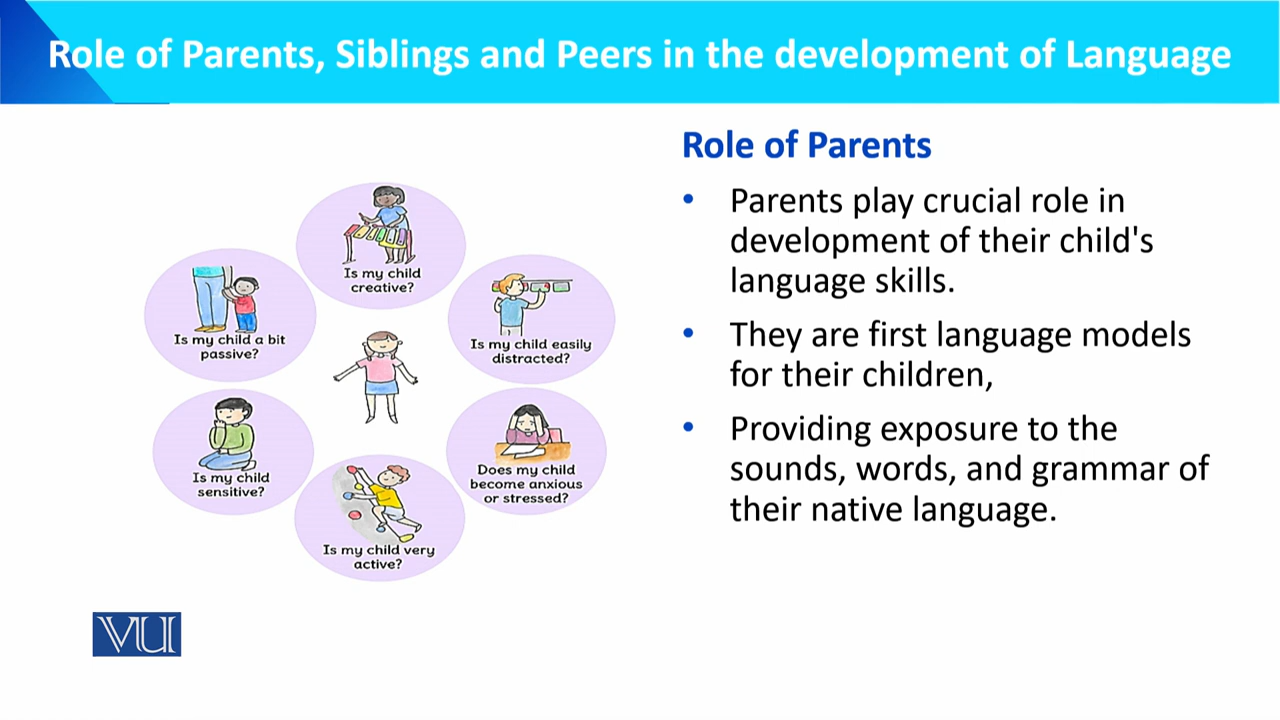 Role of Parents, Siblings and Peers in the development of Language
Is my child
creative?
Is my child easily
distracted?
Does my child
become anxious
or stressed?
Is my child very
active?
Is my child
sensitive?
Is my child a bit
passive?
Role of Parents
• Parents play crucial role in
development of their child's
language skills.
• They are first language models
for their children,
• Providing exposure to the
sounds, words, and grammar of
their native language.
VU